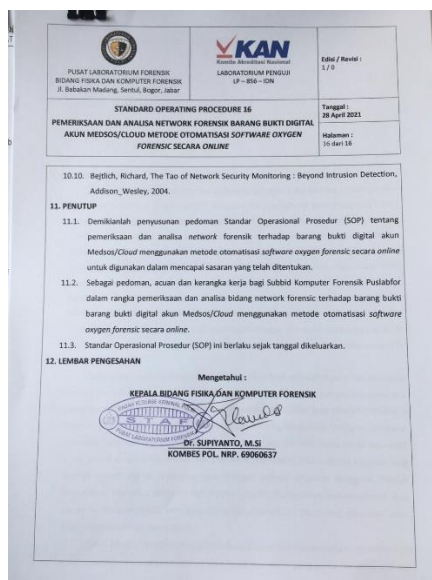 PUSAT LABORATORIUM FORENSIK
BIDANG FISIKA DAN KOMPUTER FORENSIK
Jl. Babakan Madang, Sentul, Bogor, Jabar
KAN
Komite Akreditasi Nasional
LABORATORIUM PENGUJI
LP – 856 – IDN
Edisi / Revisi :
1 / 0
STANDARD OPERATING PROCEDURE 16
PEMERIKSAAN DAN ANALISA NETWORK FORENSIK BARANG BUKTI DIGITAL
AKUN MEDSOS/CLOUD METODE OTOMATISASI SOFTWARE OXYGEN
FORENSIC SECARA ONLINE
Tanggal :
28 April 2021
Halaman :
16 dari 16
10.10. Bejtlich, Richard, The Tao of Network Security Monitoring : Beyond Intrusion Detection,
Addison_Wesley, 2004.
11. PENUTUP
11.1. Demikianlah penyusunan pedoman Standar Operasional Prosedur (SOP) tentang
pemeriksaan dan analisa network forensik terhadap barang bukti digital akun
Medsos/Cloud menggunakan metode otomatisasi software oxygen forensic secara online
untuk digunakan dalam mencapai sasaran yang telah ditentukan.
11.2. Sebagai pedoman, acuan dan kerangka kerja bagi Subbid Komputer Forensik Puslabfor
dalam rangka pemeriksaan dan analisa bidang network forensic terhadap barang bukti
barang bukti digital akun Medsos/Cloud menggunakan metode otomatisasi software
oxygen forensic secara online.
11.3. Standar Operasional Prosedur (SOP) ini berlaku sejak tanggal dikeluarkan.
12. LEMBAR PENGESAHAN
Mengetahui :
KEPALA BIDANG FISIKA DAN KOMPUTER FORENSIK
STAF
PUSAT LABORATORIUM FORENSIK
Dr. SUPIYANTO, M.Si
KOMBES POL. NRP. 69060637